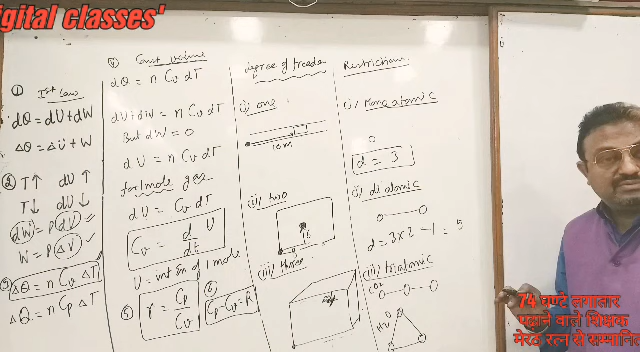 igital classes'
① Ist Law
dQ = dU + dW
ΔQ = ΔU + W
② T↑ dU↑
T↓ dU↓
dW = P(dV)
W = P(ΔV)
③ ΔQ = n Cv ΔT
ΔQ = n Cp ΔT
④ Const volume
dQ = n Cv dT
dU + dW = n Cv dT
But dW = 0
dU = n Cv dT
for 1 mole gas
dU = Cv dT
Cv = d/dt U
U = int En of 1 mole
⑤ r = Cp/Cv
⑥ Cp - Cv = R
Degree of freedom
(i) one
10m
(ii) two
(iii) three
Restriction
(i) Mono atomic
d = 3
(ii) di atomic
d = 3 x 2 - 1 = 5
(iii) triatomic
CO2
74 घण्टे लगातार
पढ़ाने वाले शिक्षक
मेरठ रत्न से सम्मानित